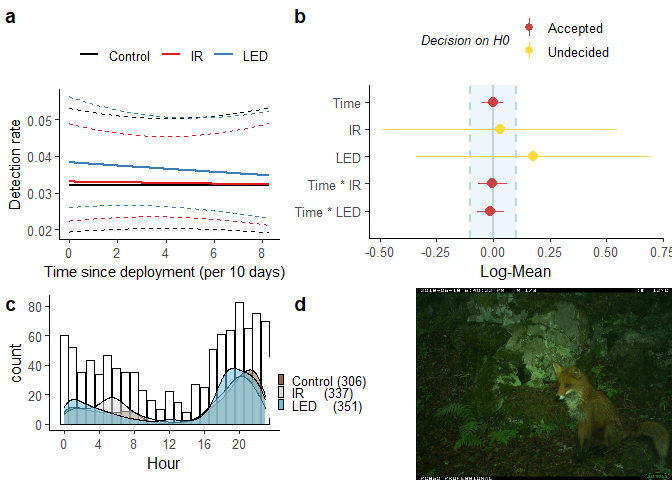 a
Control IR LED
Detection rate
0.05
0.04
0.03
0.02
0 2 4 6 8
Time since deployment (per 10 days)
b
Decision on H0
Accepted
Undecided
Time
IR
LED
Time * IR
Time * LED
-0.50 -0.25 0.00 0.25 0.50 0.75
Log-Mean
c
count
80
60
40
20
0
0 4 8 12 16 20
Hour
Control (306)
IR (337)
LED (351)
d
PC850 PROFESSIONAL